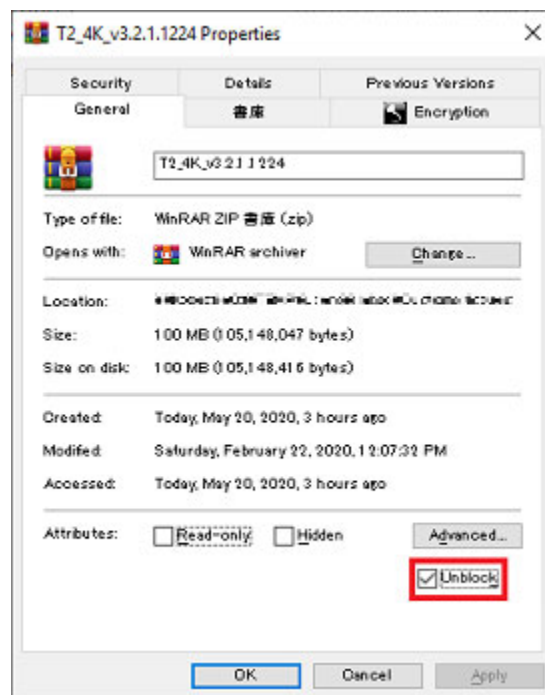 T2_4K_v3.2.1.1224 Properties
Security Details Previous Versions
General 書庫 Encryption
T2_4K_v3.2.1.1224
Type of file: WinRAR ZIP 書庫 (zip)
Opens with: WinRAR archiver Change...
Location:
Size: 100 MB (105,148,047 bytes)
Size on disk: 100 MB (105,148,416 bytes)
Created: Today, May 20, 2020, 3 hours ago
Modified: Saturday, February 22, 2020, 12:07:32 PM
Accessed: Today, May 20, 2020, 3 hours ago
Attributes: Read-only Hidden Advanced...
Unblock
OK Cancel Apply